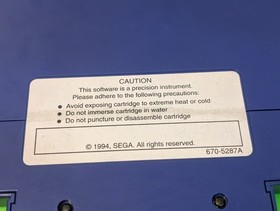 CAUTION
This software is a precision instrument.
Please adhere to the following precautions:
• Avoid exposing cartridge to extreme heat or cold
• Do not immerse cartridge in water
• Do not puncture or disassemble cartridge
© 1994, SEGA. All rights reserved.
670-5287A